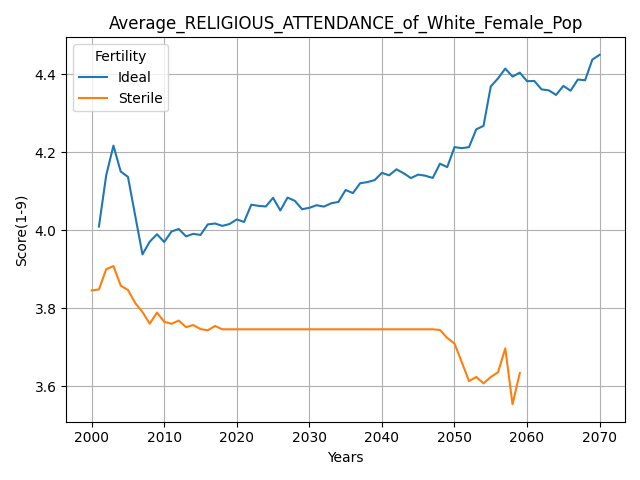 Average_RELIGIOUS_ATTENDANCE_of_White_Female_Pop
Fertility
Ideal
Sterile
Score(1-9)
4.4
4.2
4.0
3.8
3.6
2000 2010 2020 2030 2040 2050 2060 2070
Years